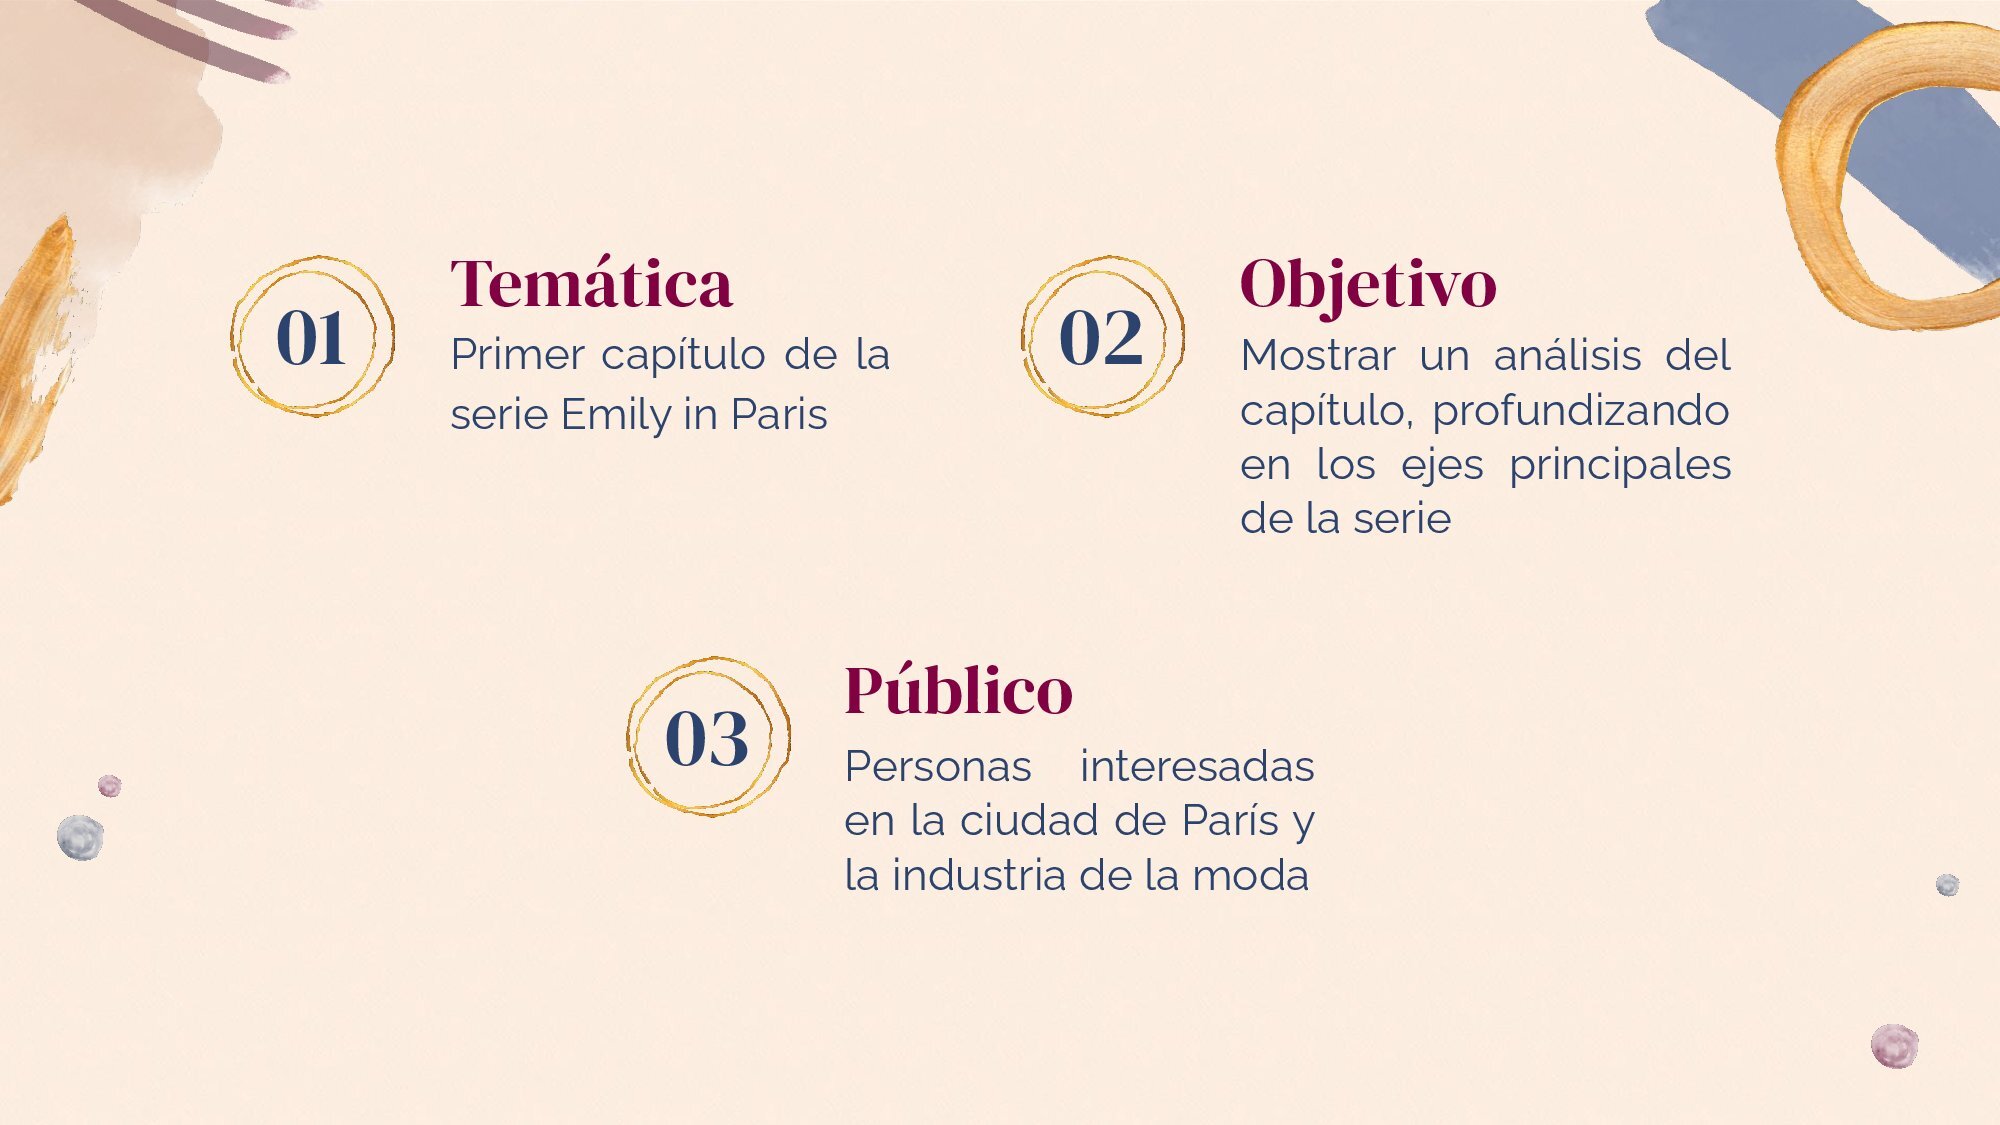 01
Temática
Primer capítulo de la
serie Emily in Paris
02
Objetivo
Mostrar un análisis del
capítulo, profundizando
en los ejes principales
de la serie
03
Público
Personas interesadas
en la ciudad de París y
la industria de la moda